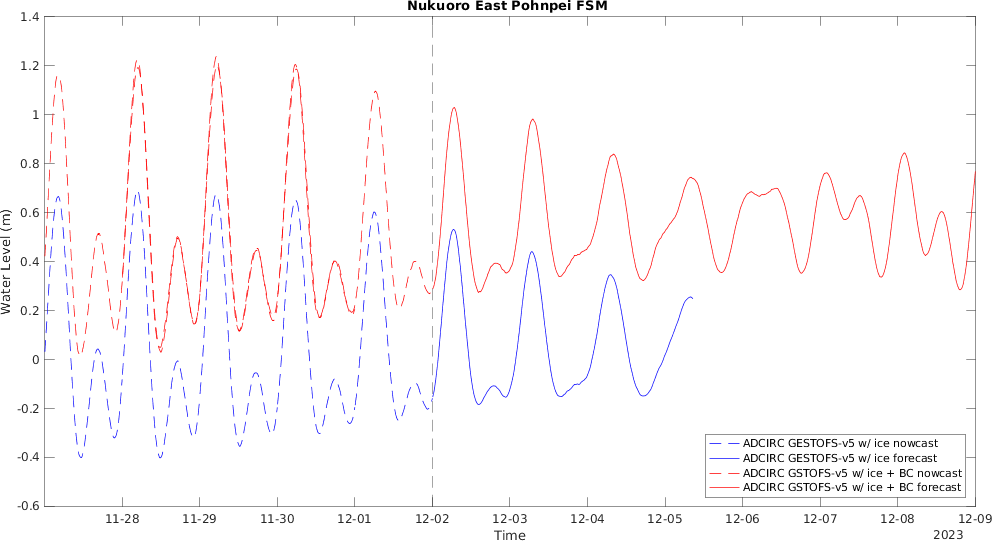 Nukuoro East Pohnpei FSM
1.4
1.2
1
0.8
0.6
0.4
0.2
0
-0.2
-0.4
-0.6
Water Level (m)
ADCIRC GESTOFS-v5 w/ ice nowcast
ADCIRC GESTOFS-v5 w/ ice forecast
ADCIRC GSTOFS-v5 w/ ice + BC nowcast
ADCIRC GSTOFS-v5 w/ ice + BC forecast
11-28 11-29 11-30 12-01 12-02 12-03 12-04 12-05 12-06 12-07 12-08 12-09
Time
2023